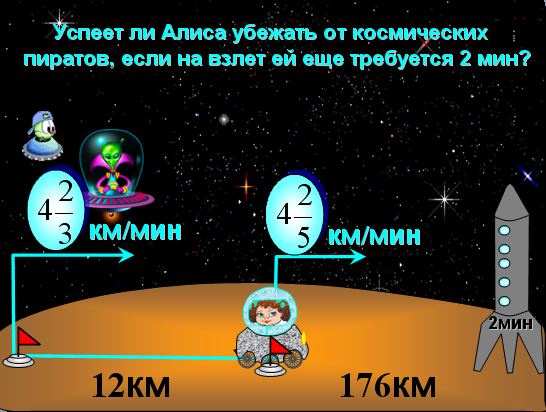 Успеет ли Алиса убежать от космических
пиратов, если на взлет ей еще требуется 2 мин?
4 2/3 км/мин
4 2/5 км/мин
2мин
12км
176км